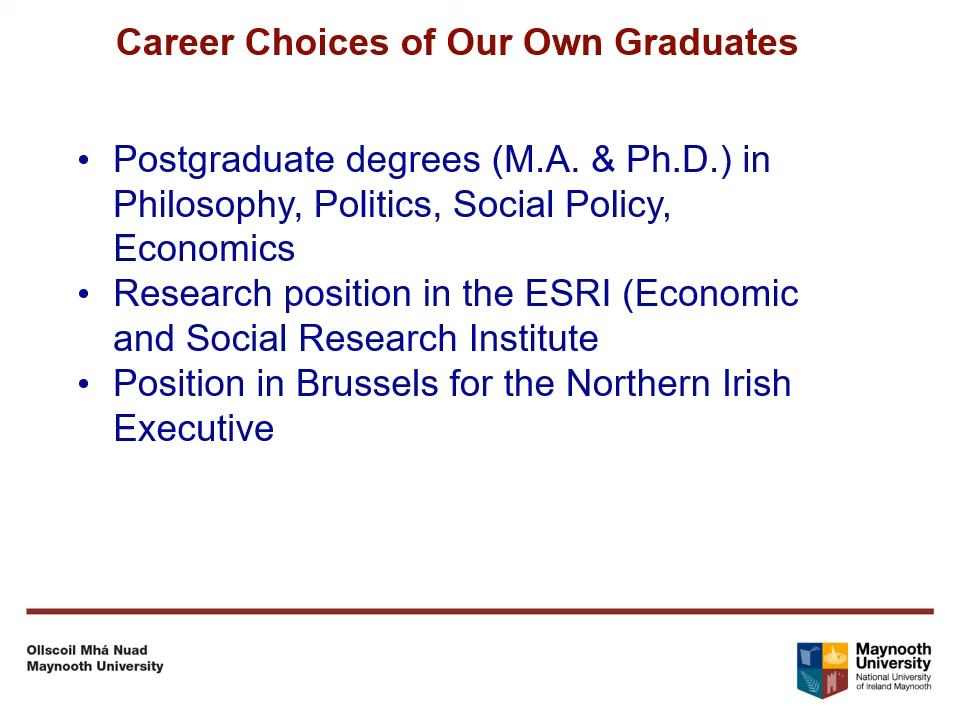 Career Choices of Our Own Graduates
• Postgraduate degrees (M.A. & Ph.D.) in
Philosophy, Politics, Social Policy,
Economics
• Research position in the ESRI (Economic
and Social Research Institute
• Position in Brussels for the Northern Irish
Executive
Ollscoil Mhá Nuad
Maynooth University
Maynooth
University
National University
of Ireland Maynooth